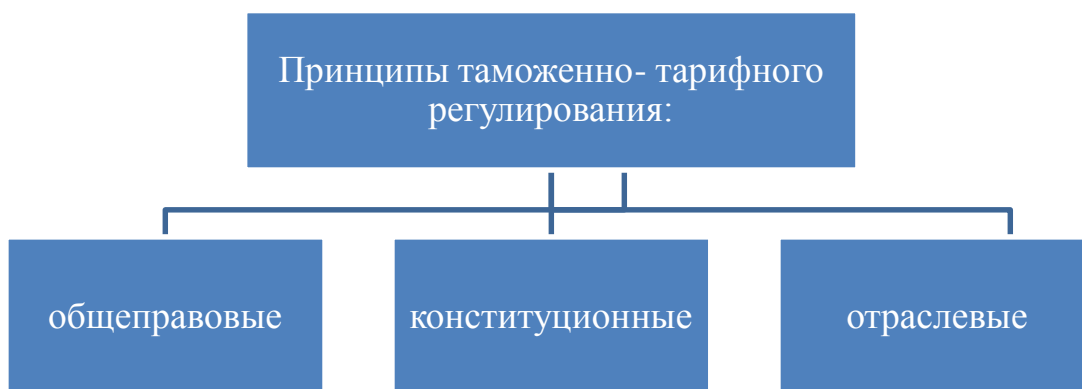 Принципы таможенно- тарифного
регулирования:
общеправовые
конституционные
отраслевые